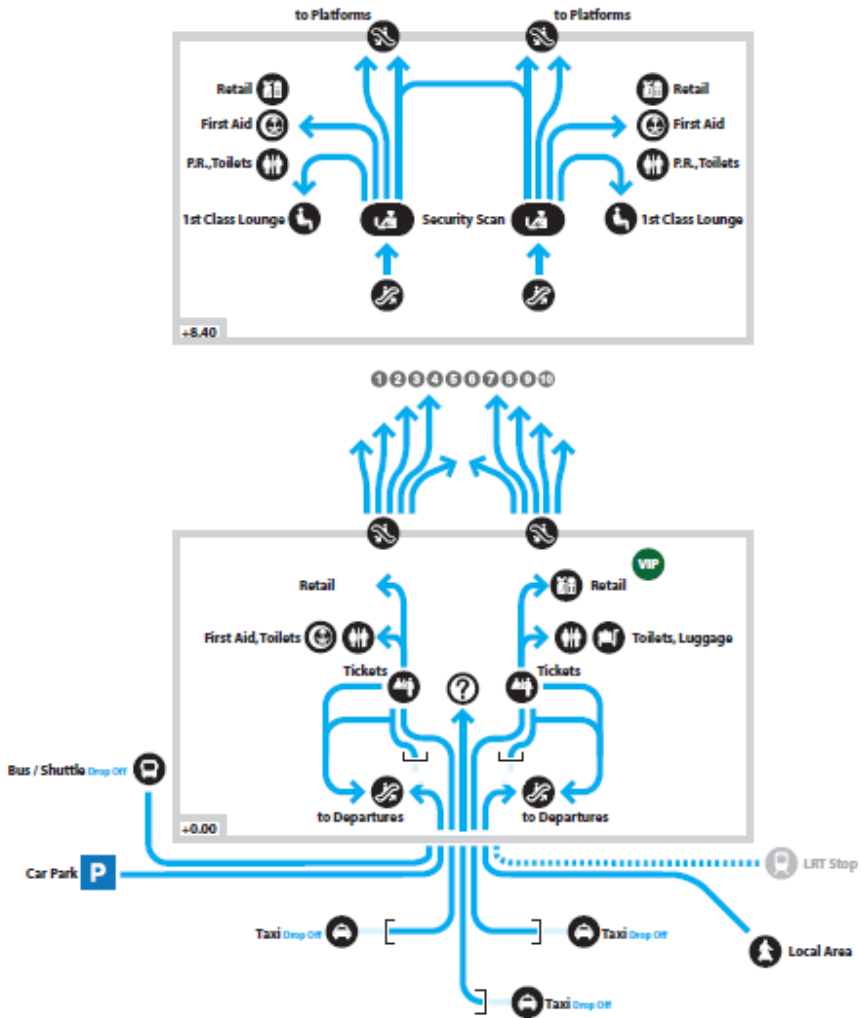 to Platforms
to Platforms
Retail
Retail
First Aid
First Aid
P.R.,Toilets
P.R.,Toilets
1st Class Lounge
Security Scan
1st Class Lounge
+8.40
1 2 3 4 5 6 7 8 9 10
VIP
Retail
Retail
First Aid, Toilets
Toilets, Luggage
Tickets
?
Tickets
Bus / Shuttle Drop Off
to Departures
to Departures
+0.00
Car Park P
LRT Stop
Taxi Drop Off
Taxi Drop Off
Local Area
Taxi Drop Off